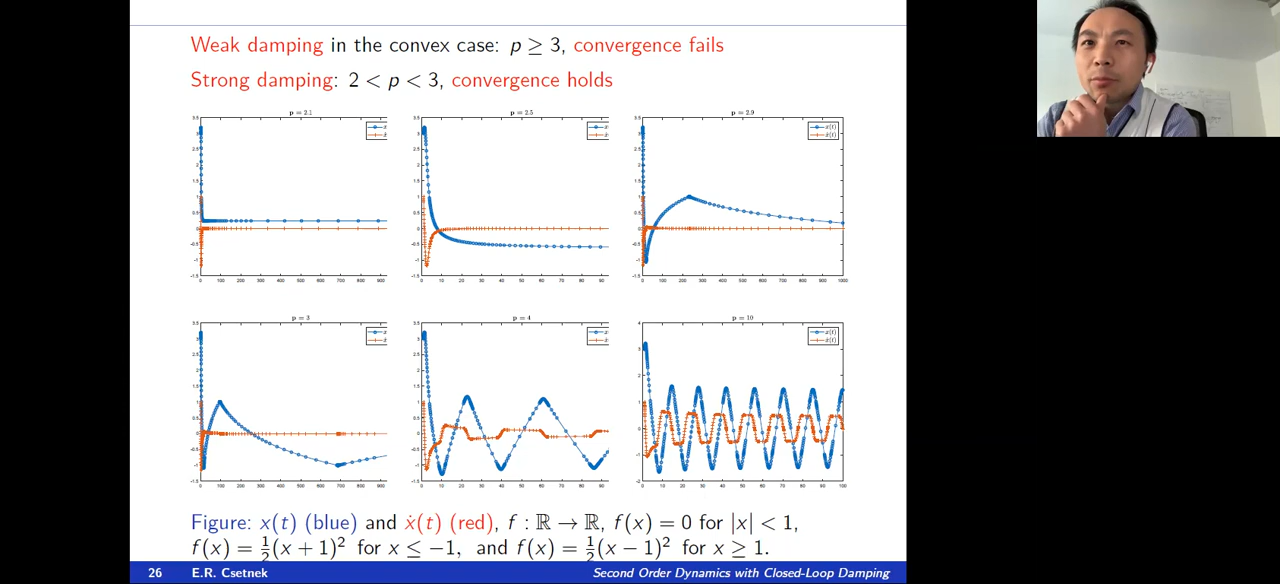 Weak damping in the convex case: p ≥ 3, convergence fails
Strong damping: 2 < p < 3, convergence holds
p = 2.1
p = 2.5
p = 2.9
x(t)
ẋ(t)
p = 3
p = 4
p = 10
x(t)
ẋ(t)
Figure: x(t) (blue) and ẋ(t) (red), f : ℝ → ℝ, f(x) = 0 for |x| < 1,
f(x) = ½(x + 1)² for x ≤ −1, and f(x) = ½(x − 1)² for x ≥ 1.
26 E.R. Csetnek Second Order Dynamics with Closed-Loop Damping